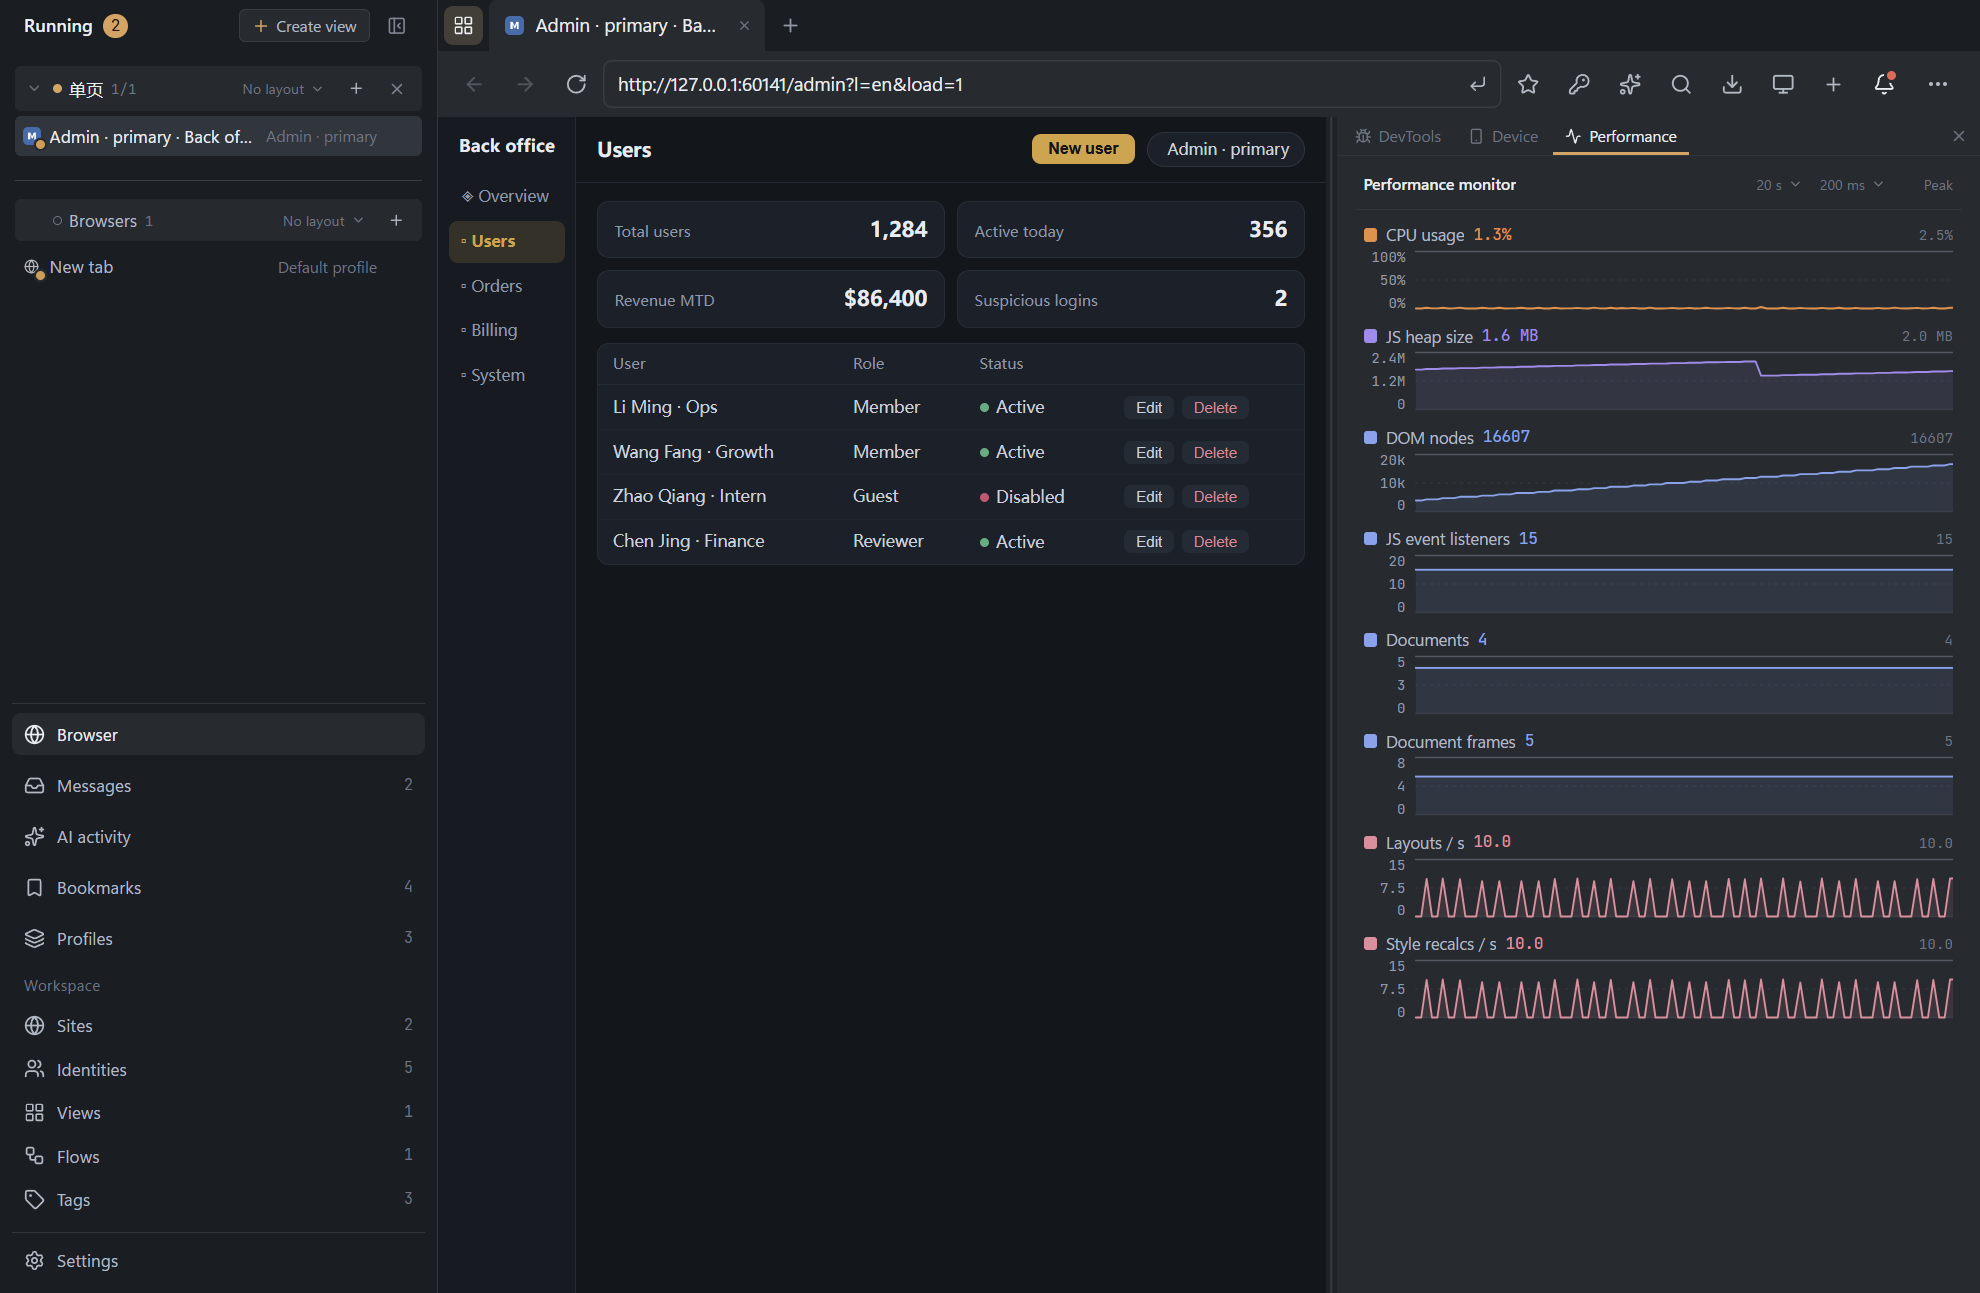 Running 2
Create view
单页 1/1
No layout
Admin · primary · Back of... Admin · primary
Browsers 1
No layout
New tab
Default profile
Browser
Messages 2
AI activity
Bookmarks 4
Profiles 3
Workspace
Sites 2
Identities 5
Views 1
Flows 1
Tags 3
Settings
M Admin · primary · Ba...
http://127.0.0.1:60141/admin?l=en&load=1
Back office
Overview
Users
Orders
Billing
System
Users
New user
Admin · primary
Total users 1,284
Active today 356
Revenue MTD $86,400
Suspicious logins 2
User Role Status
Li Ming · Ops Member Active Edit Delete
Wang Fang · Growth Member Active Edit Delete
Zhao Qiang · Intern Guest Disabled Edit Delete
Chen Jing · Finance Reviewer Active Edit Delete
DevTools
Device
Performance
Performance monitor
20 s
200 ms
Peak
CPU usage 1.3% 2.5%
100%
50%
0%
JS heap size 1.6 MB 2.0 MB
2.4M
1.2M
0
DOM nodes 16607 16607
20k
10k
0
JS event listeners 15 15
20
10
0
Documents 4 4
5
3
0
Document frames 5 5
8
4
0
Layouts / s 10.0 10.0
15
7.5
0
Style recalcs / s 10.0 10.0
15
7.5
0